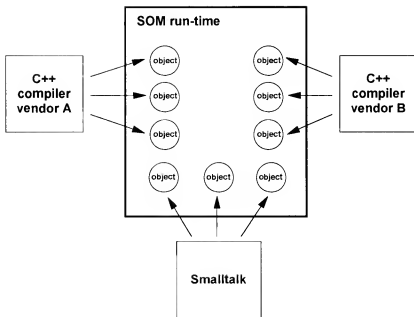 SOM run-time
C++
compiler
vendor A
object
object
object
object
object
object
C++
compiler
vendor B
object
object
object
Smalltalk